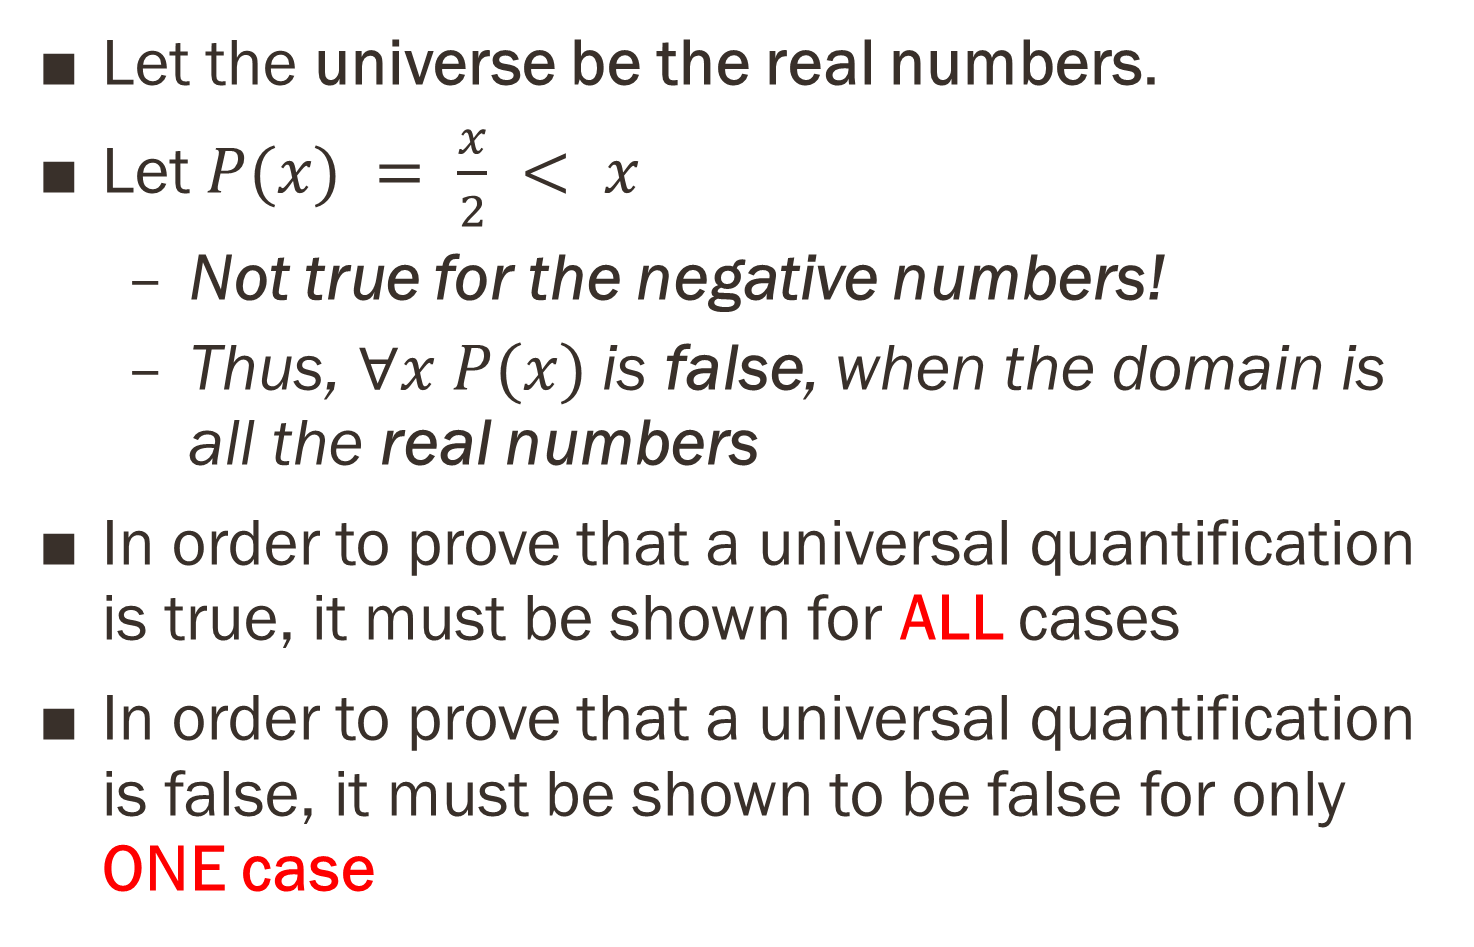 ■ Let the universe be the real numbers.
■ Let P(x) = x/2 < x
– Not true for the negative numbers!
– Thus, ∀x P(x) is false, when the domain is
all the real numbers
■ In order to prove that a universal quantification
is true, it must be shown for ALL cases
■ In order to prove that a universal quantification
is false, it must be shown to be false for only
ONE case